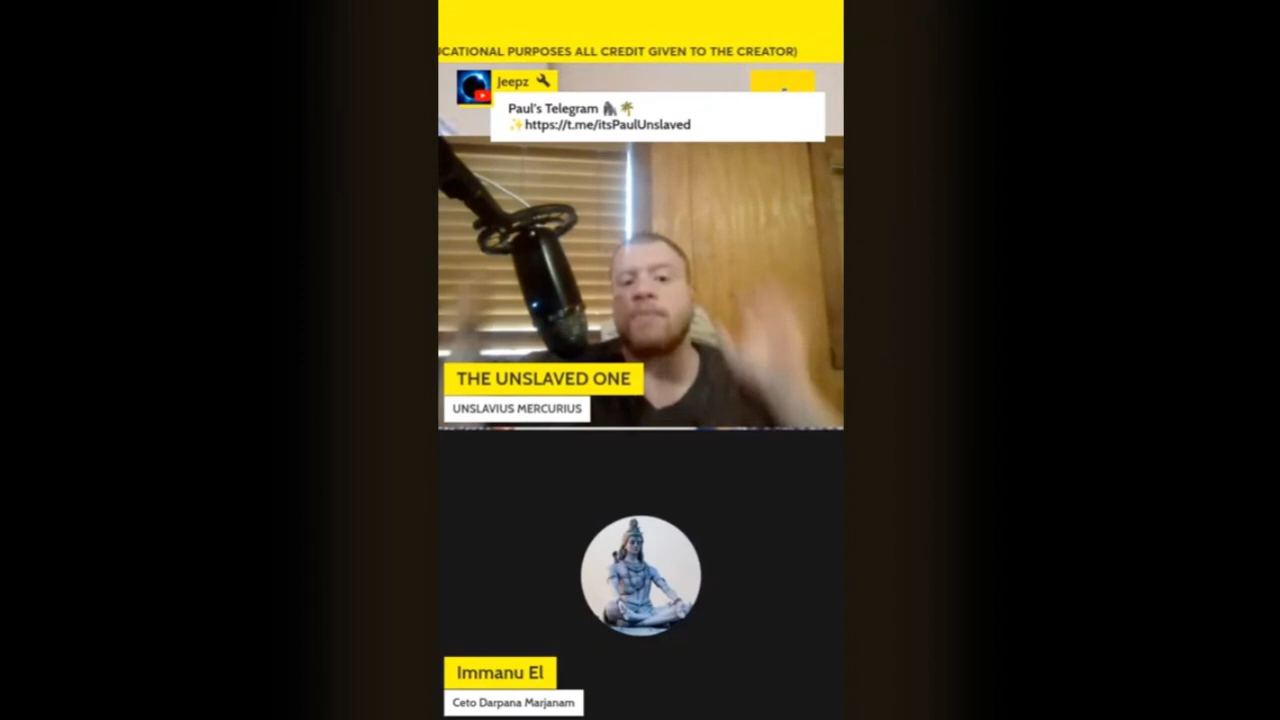 UCATIONAL PURPOSES ALL CREDIT GIVEN TO THE CREATOR)
Jeepz
Paul's Telegram 🦍🌴
✨https://t.me/itsPaulUnslaved
THE UNSLAVED ONE
UNSLAVIUS MERCURIUS
Immanu El
Ceto Darpana Marjanam